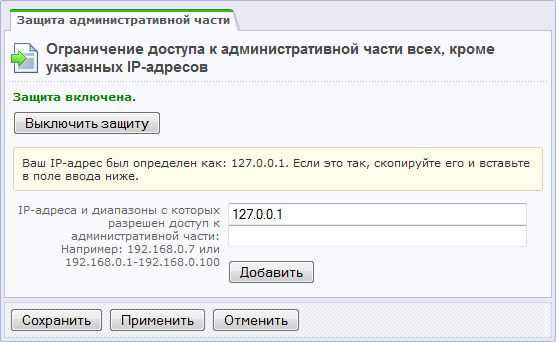 Защита административной части
Ограничение доступа к административной части всех, кроме
указанных IP-адресов
Защита включена.
Выключить защиту
Ваш IP-адрес был определен как: 127.0.0.1. Если это так, скопируйте его и вставьте
в поле ввода ниже.
IP-адреса и диапазоны с которых
разрешен доступ к
административной части:
Например: 192.168.0.7 или
192.168.0.1-192.168.0.100
127.0.0.1
Добавить
Сохранить
Применить
Отменить